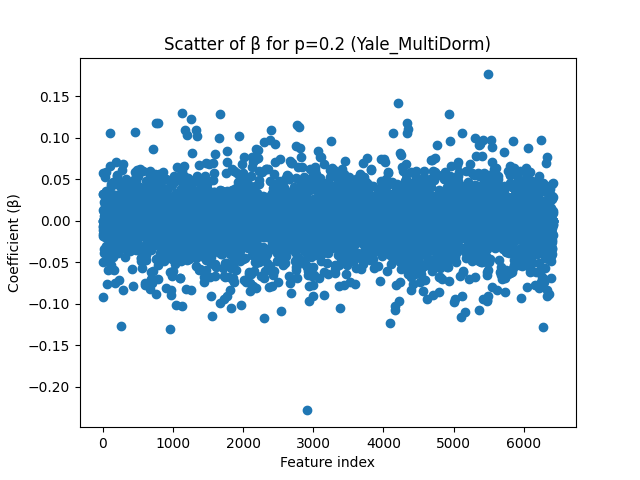 Scatter of β for p=0.2 (Yale_MultiDorm)
Coefficient (β)
0.15
0.10
0.05
0.00
−0.05
−0.10
−0.15
−0.20
0 1000 2000 3000 4000 5000 6000
Feature index